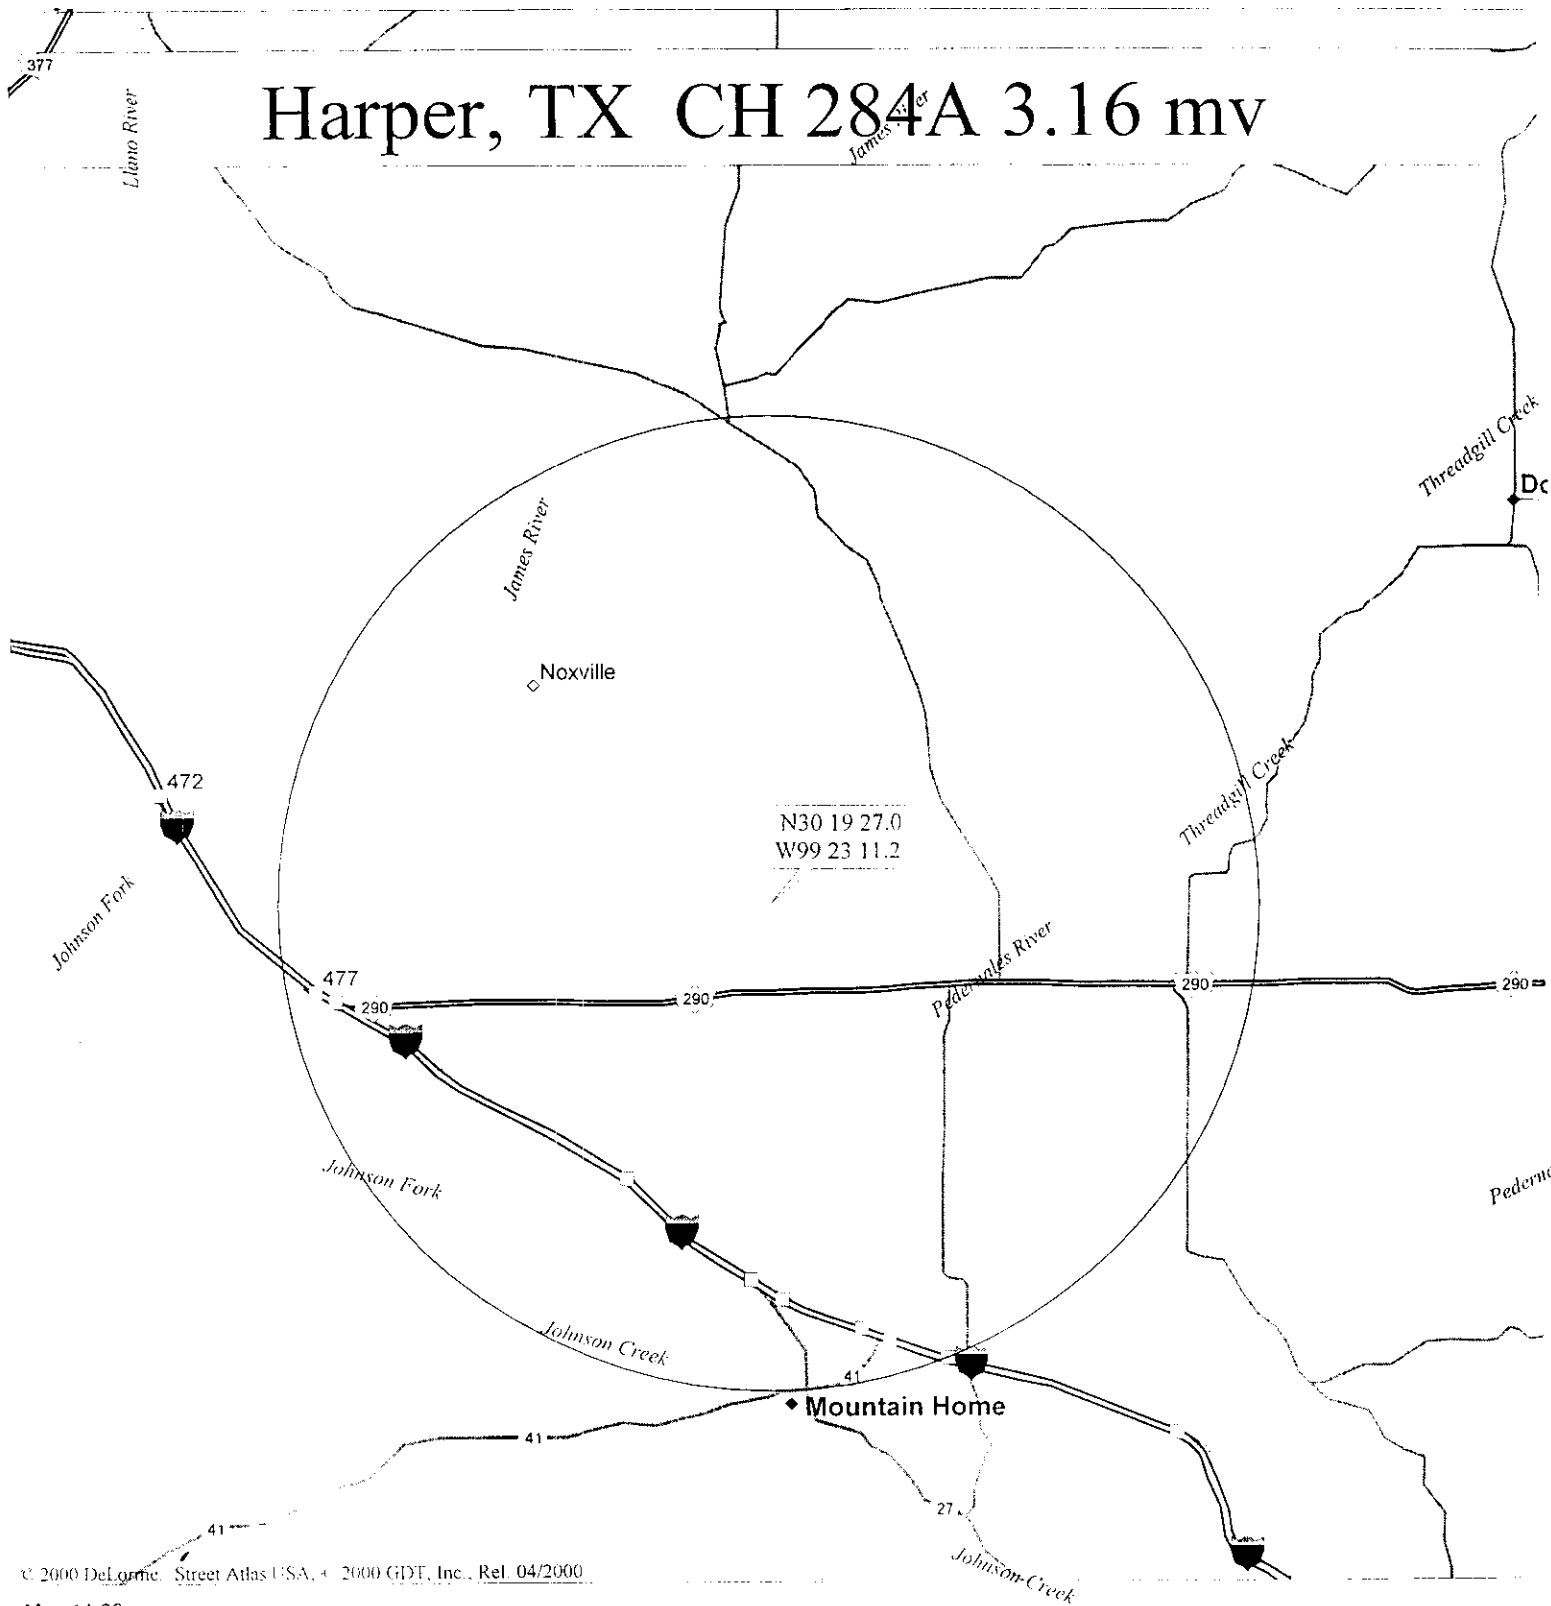 377
Harper, TX CH 284A 3.16 mv
Llano River
James River
Threadgill Creek
James River
Noxville
472
Threadgill Creek
N30 19 27.0
W99 23 11.2
Johnson Fork
Pedernales River
477
290
290
290
290
Johnson Fork
Johnson Creek
41
Mountain Home
41
27
41
Johnson Creek
© 2000 DeLorme. Street Atlas USA, © 2000 GDT, Inc., Rel. 04/2000